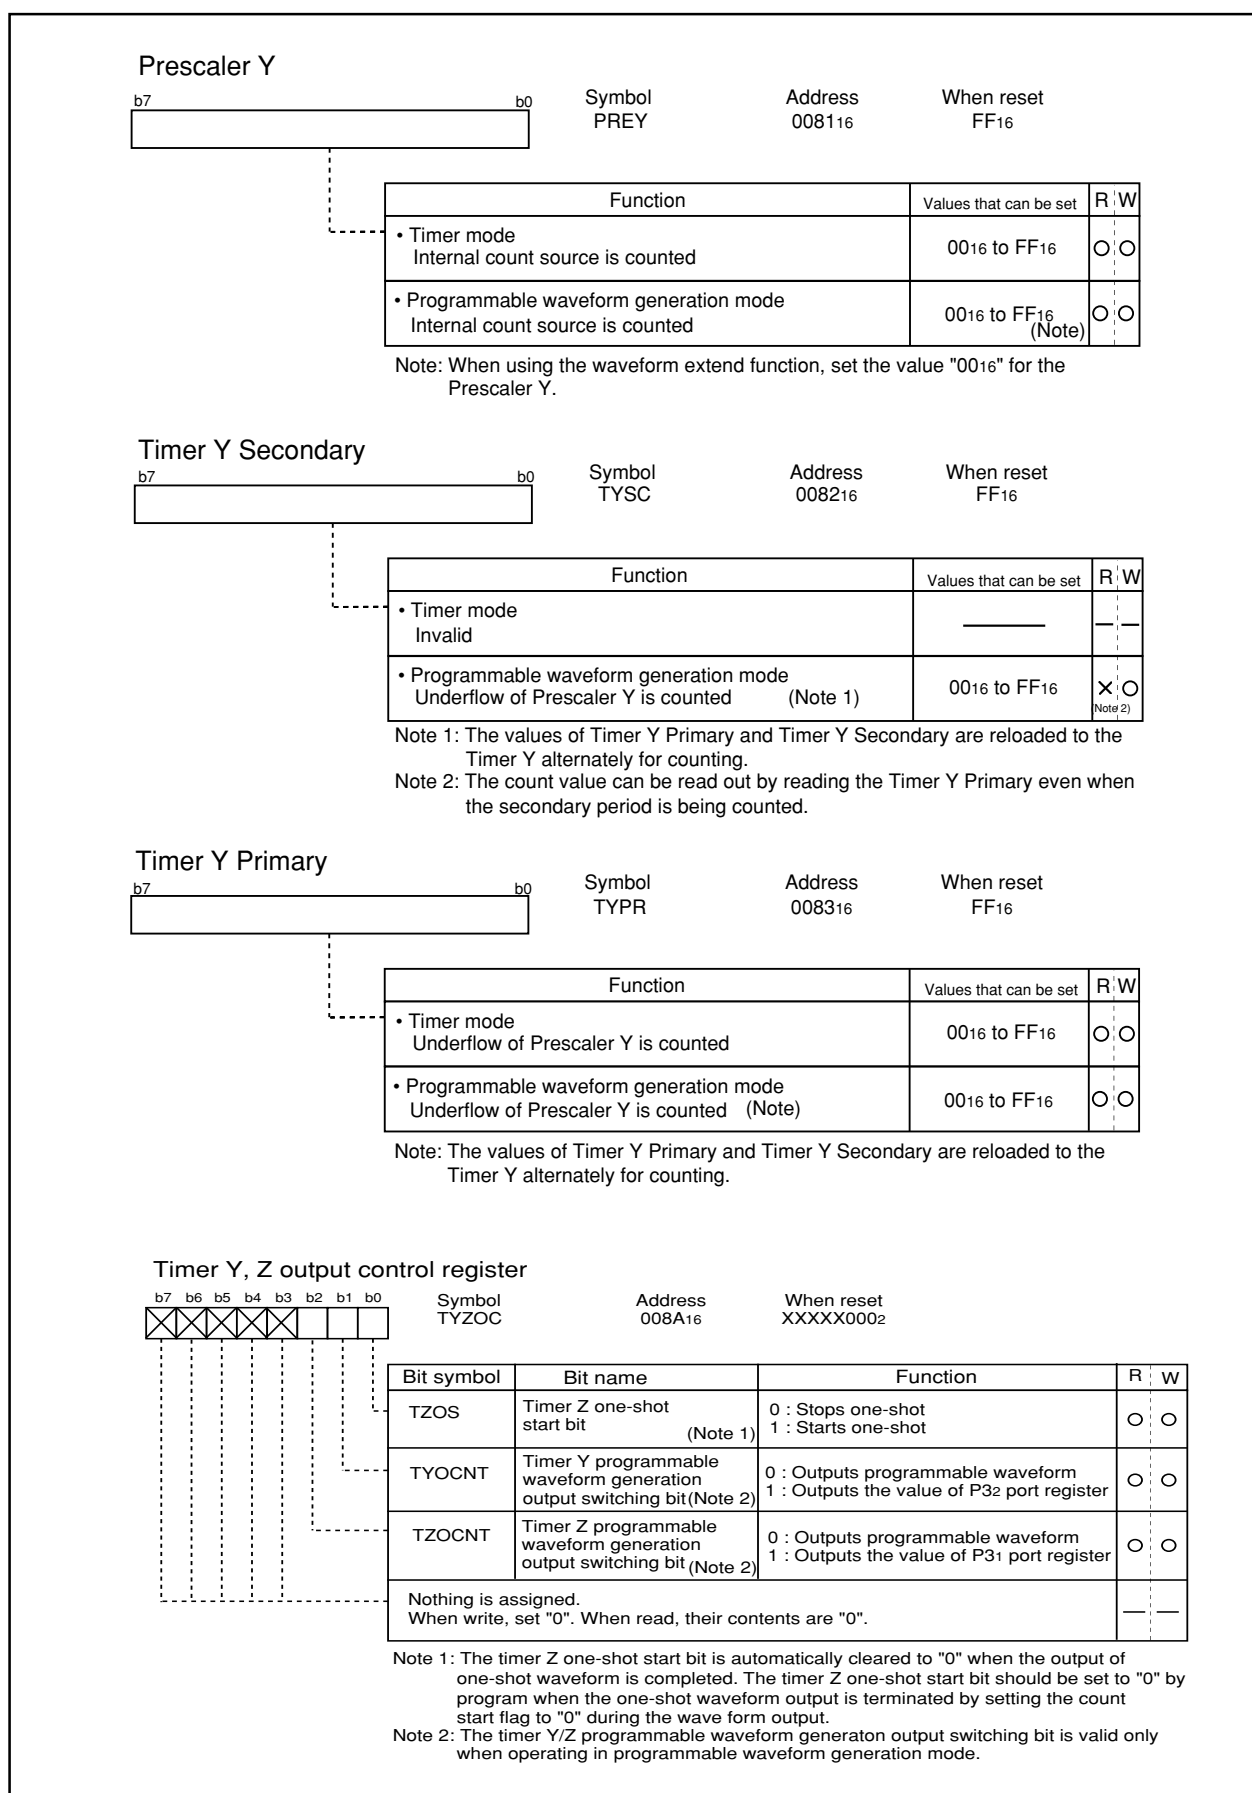 Prescaler Y
b7 b0 Symbol Address When reset
PREY 008116 FF16
Function Values that can be set R W
• Timer mode
Internal count source is counted 0016 to FF16 O O
• Programmable waveform generation mode
Internal count source is counted 0016 to FF16 O O
(Note)
Note: When using the waveform extend function, set the value "0016" for the
Prescaler Y.
Timer Y Secondary
b7 b0 Symbol Address When reset
TYSC 008216 FF16
Function Values that can be set R W
• Timer mode
Invalid — — —
• Programmable waveform generation mode
Underflow of Prescaler Y is counted (Note 1) 0016 to FF16 X O
(Note 2)
Note 1: The values of Timer Y Primary and Timer Y Secondary are reloaded to the
Timer Y alternately for counting.
Note 2: The count value can be read out by reading the Timer Y Primary even when
the secondary period is being counted.
Timer Y Primary
b7 b0 Symbol Address When reset
TYPR 008316 FF16
Function Values that can be set R W
• Timer mode
Underflow of Prescaler Y is counted 0016 to FF16 O O
• Programmable waveform generation mode
Underflow of Prescaler Y is counted (Note) 0016 to FF16 O O
Note: The values of Timer Y Primary and Timer Y Secondary are reloaded to the
Timer Y alternately for counting.
Timer Y, Z output control register
b7 b6 b5 b4 b3 b2 b1 b0 Symbol Address When reset
TYZOC 008A16 XXXXX0002
Bit symbol Bit name Function R W
TZOS Timer Z one-shot
start bit (Note 1)
0 : Stops one-shot
1 : Starts one-shot
O O
TYOCNT Timer Y programmable
waveform generation
output switching bit(Note 2)
0 : Outputs programmable waveform
1 : Outputs the value of P32 port register
O O
TZOCNT Timer Z programmable
waveform generation
output switching bit (Note 2)
0 : Outputs programmable waveform
1 : Outputs the value of P31 port register
O O
Nothing is assigned.
When write, set "0". When read, their contents are "0". — —
Note 1: The timer Z one-shot start bit is automatically cleared to "0" when the output of
one-shot waveform is completed. The timer Z one-shot start bit should be set to "0" by
program when the one-shot waveform output is terminated by setting the count
start flag to "0" during the wave form output.
Note 2: The timer Y/Z programmable waveform generaton output switching bit is valid only
when operating in programmable waveform generation mode.